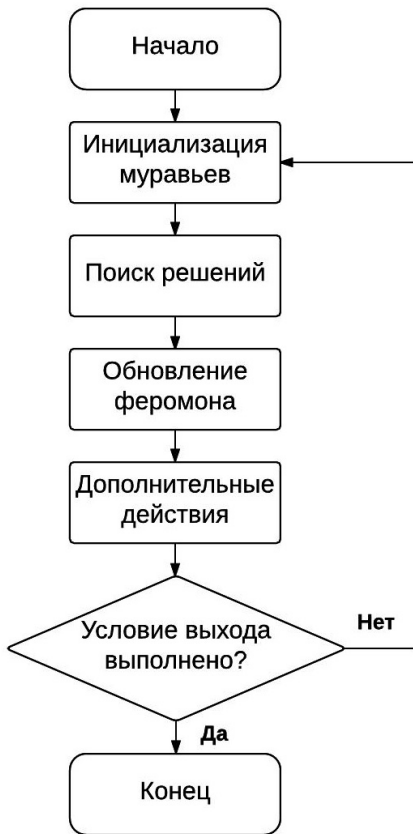 Начало
Инициализация
муравьев
Поиск решений
Обновление
феромона
Дополнительные
действия
Условие выхода
выполнено?
Нет
Да
Конец